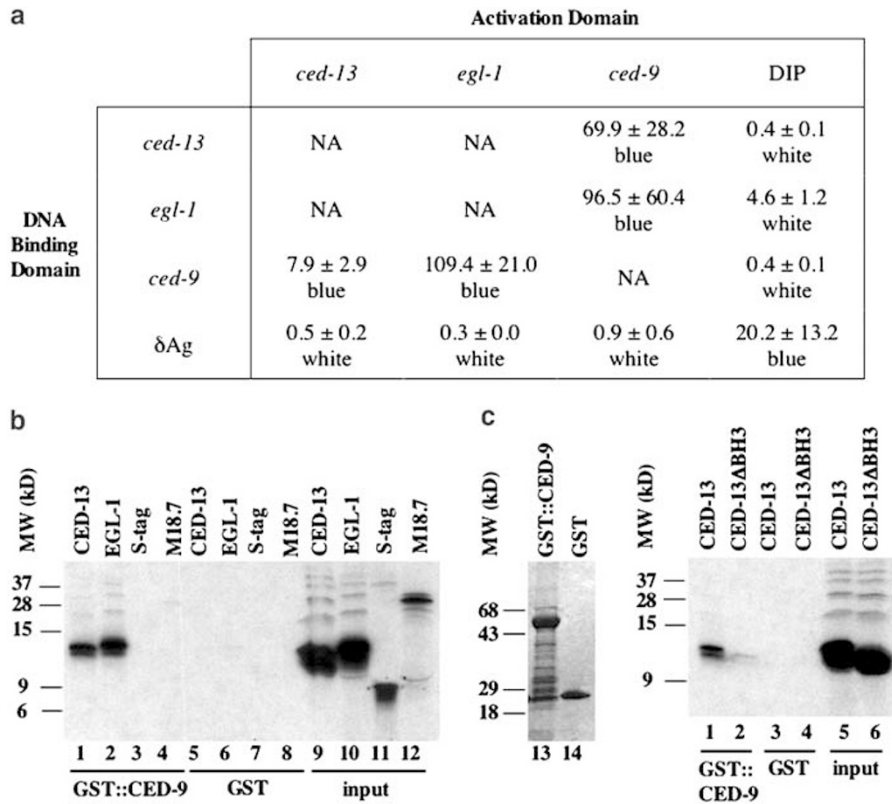 a
Activation Domain
ced-13 egl-1 ced-9 DIP
DNA Binding Domain
ced-13 NA NA 69.9 ± 28.2 blue 0.4 ± 0.1 white
egl-1 NA NA 96.5 ± 60.4 blue 4.6 ± 1.2 white
ced-9 7.9 ± 2.9 blue 109.4 ± 21.0 blue NA 0.4 ± 0.1 white
δAg 0.5 ± 0.2 white 0.3 ± 0.0 white 0.9 ± 0.6 white 20.2 ± 13.2 blue
b
MW (kD)
CED-13 EGL-1 S-tag M18.7 CED-13 EGL-1 S-tag M18.7 CED-13 EGL-1 S-tag M18.7
37
28
15
9
6
1 2 3 4 5 6 7 8 9 10 11 12
GST::CED-9 GST input
c
MW (kD)
GST::CED-9 GST
68
43
29
18
13 14
MW (kD)
CED-13 CED-13ΔBH3 CED-13 CED-13ΔBH3 CED-13 CED-13ΔBH3
37
28
15
9
1 2 3 4 5 6
GST:: CED-9 GST input